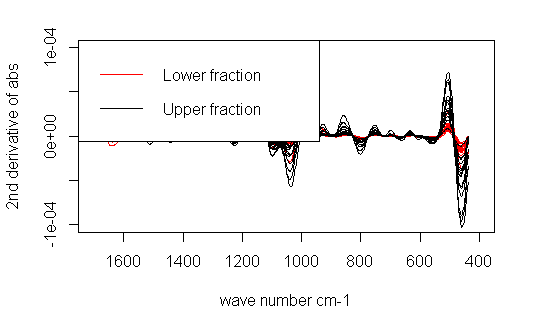 2nd derivative of abs
1e-04
0e+00
-1e-04
Lower fraction
Upper fraction
1600 1400 1200 1000 800 600 400
wave number cm-1